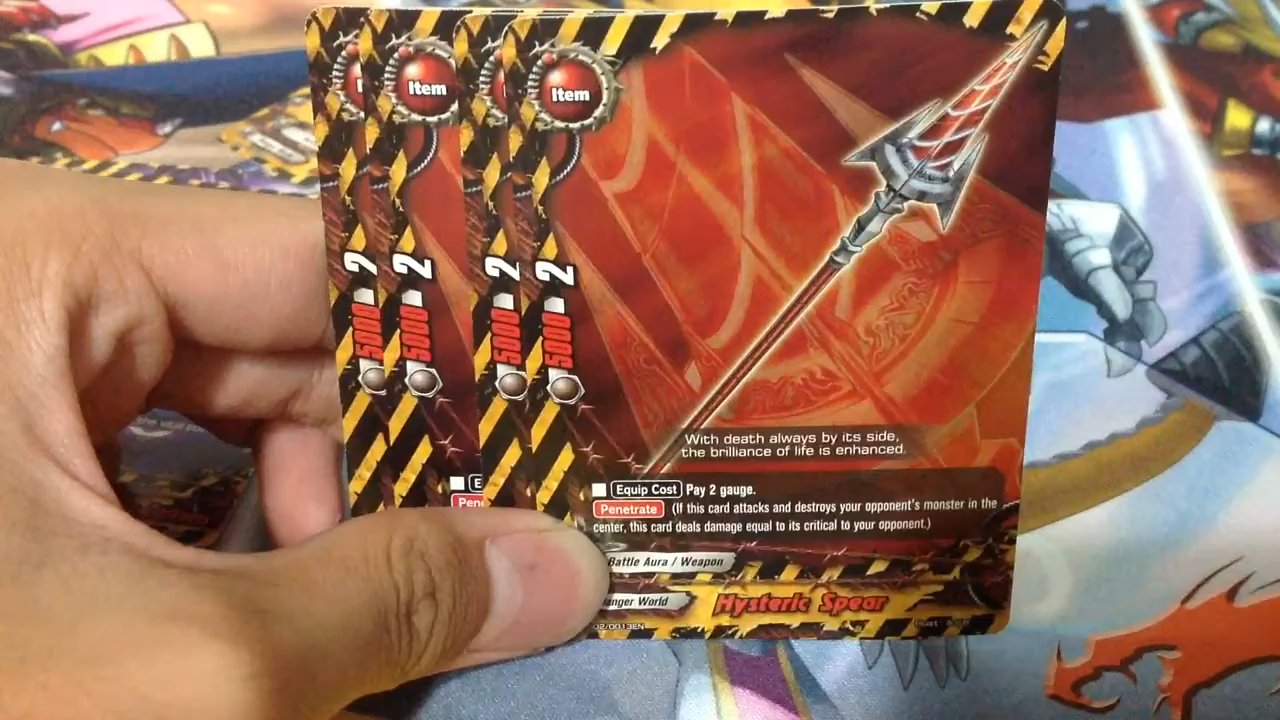 Item
Item
2
2
2
2
5000
5000
5000
5000
With death always by its side,
the brilliance of life is enhanced.
Equip Cost Pay 2 gauge.
Penetrate (If this card attacks and destroys your opponent's monster in the
center, this card deals damage equal to its critical to your opponent.)
Battle Aura / Weapon
World Hysteric Spear